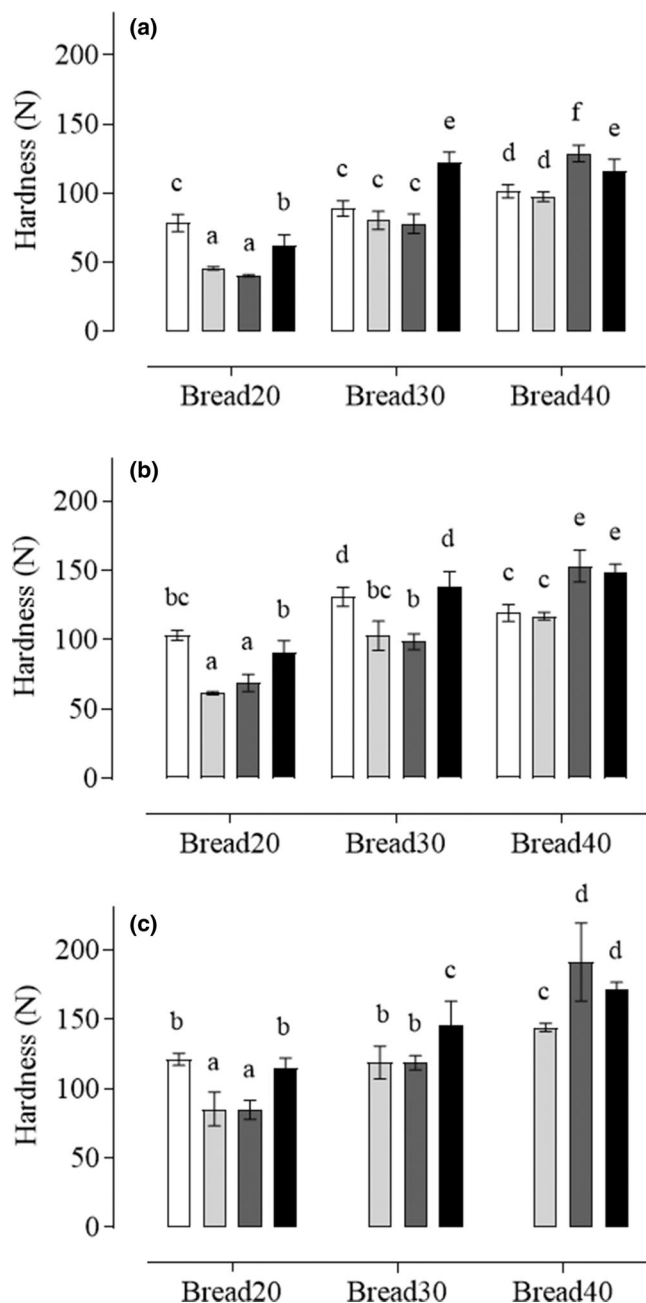 (a)
200
150
100
50
0
Hardness (N)
c a a b c c c e d d f e
Bread20 Bread30 Bread40
(b)
200
150
100
50
0
Hardness (N)
bc a a b d bc b d c c e e
Bread20 Bread30 Bread40
(c)
200
150
100
50
0
Hardness (N)
b a a b b b c c d d
Bread20 Bread30 Bread40